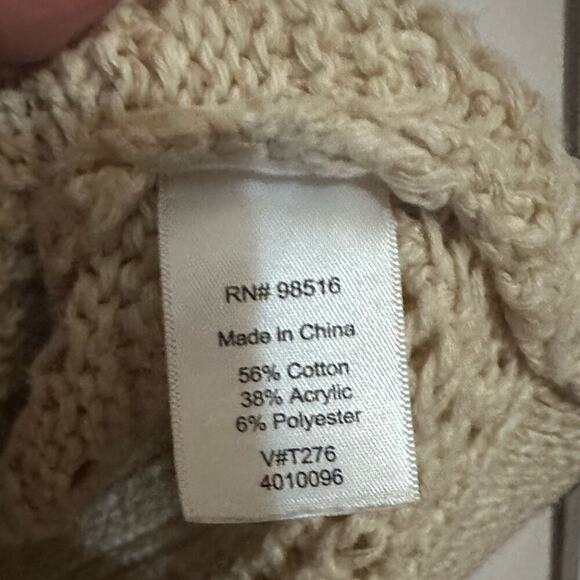 RN# 98516
Made in China
56% Cotton
38% Acrylic
6% Polyester
V#T276
4010096